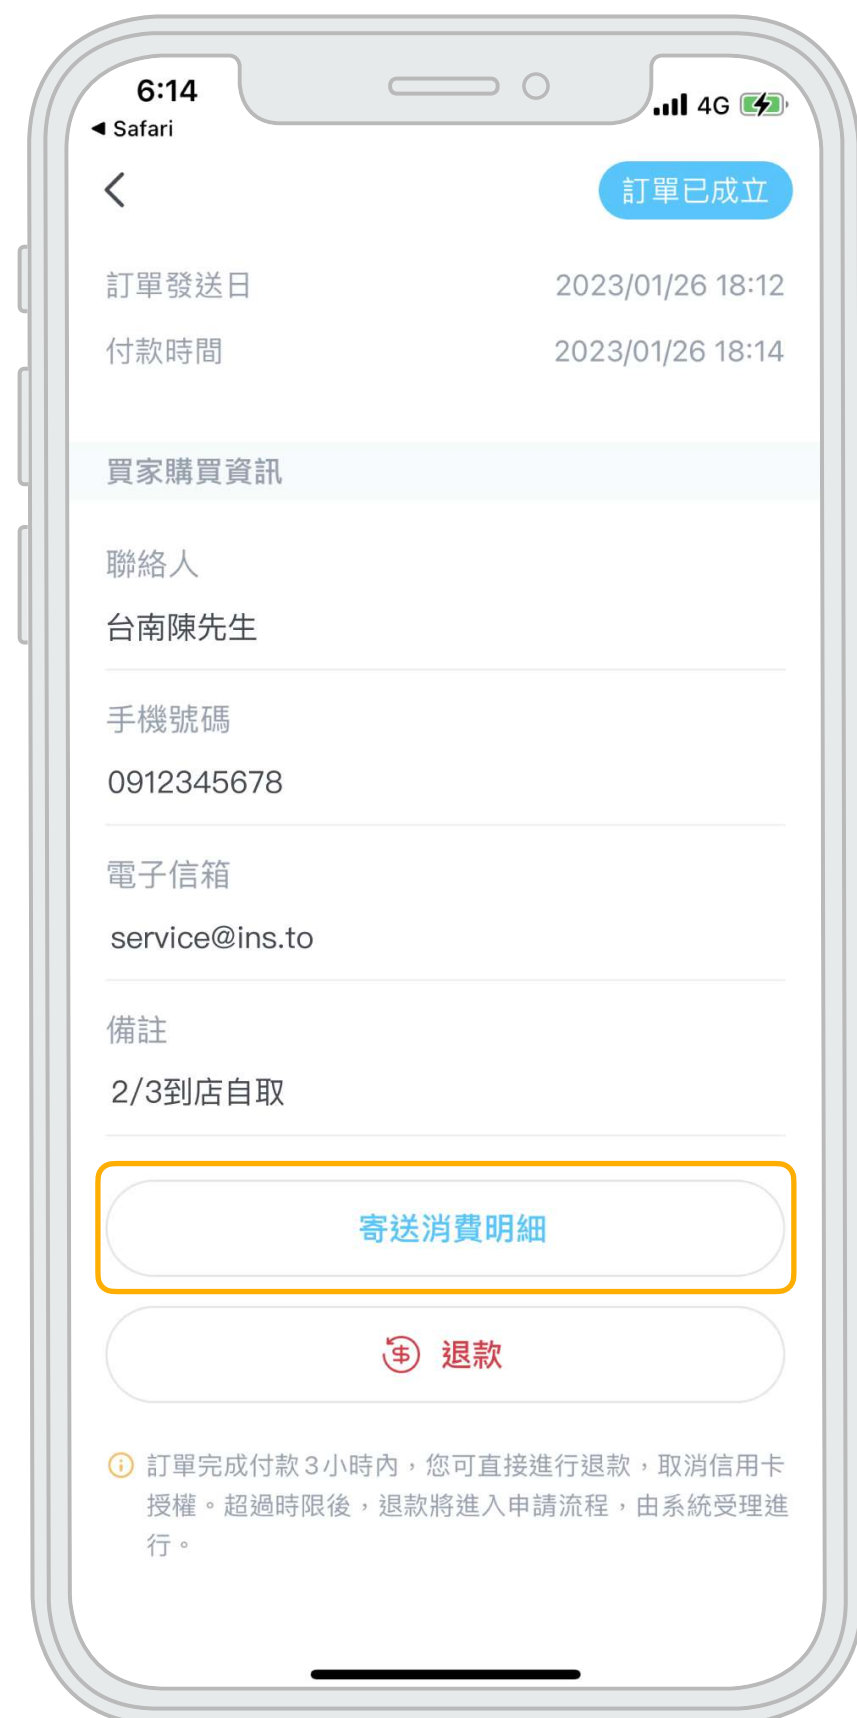 6:14
4G
◀ Safari
訂單已成立
訂單發送日 2023/01/26 18:12
付款時間 2023/01/26 18:14
買家購買資訊
聯絡人
台南陳先生
手機號碼
0912345678
電子信箱
service@ins.to
備註
2/3到店自取
寄送消費明細
退款
訂單完成付款3小時內，您可直接進行退款，取消信用卡
授權。超過時限後，退款將進入申請流程，由系統受理進
行。